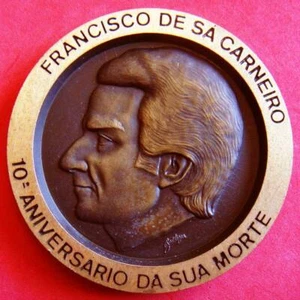 FRANCISCO DE SÁ CARNEIRO
10º ANIVERSARIO DA SUA MORTE